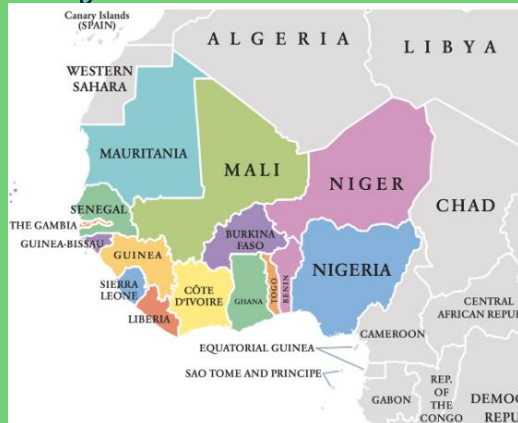 Canary Islands
(SPAIN)
ALGERIA
LIBYA
WESTERN
SAHARA
MAURITANIA
MALI
NIGER
CHAD
SENEGAL
THE GAMBIA
GUINEA-BISSAU
GUINEA
BURKINA
FASO
NIGERIA
SIERRA
LEONE
CÔTE
D'IVOIRE
GHANA
TOGO
BENIN
LIBERIA
CENTRAL
AFRICAN REPU
CAMEROON
EQUATORIAL GUINEA
SAO TOME AND PRINCIPE
GABON
REP.
OF
THE
CONGO
DEMO
REPU